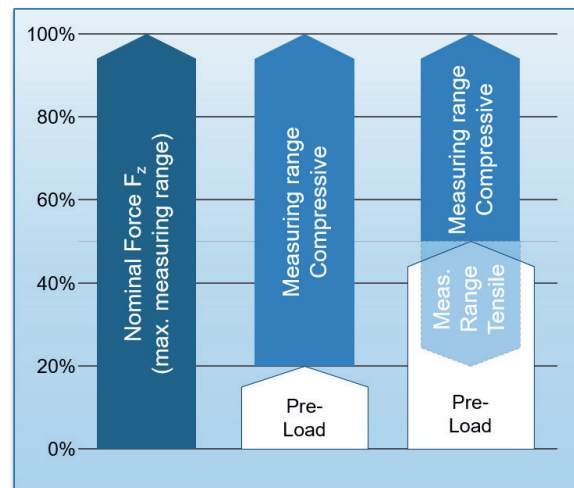 100%
80%
60%
40%
20%
0%
Nominal Force Fz
(max. measuring range)
Measuring range
Compressive
Pre-
Load
Measuring range
Compressive
Meas.
Range
Tensile
Pre-
Load